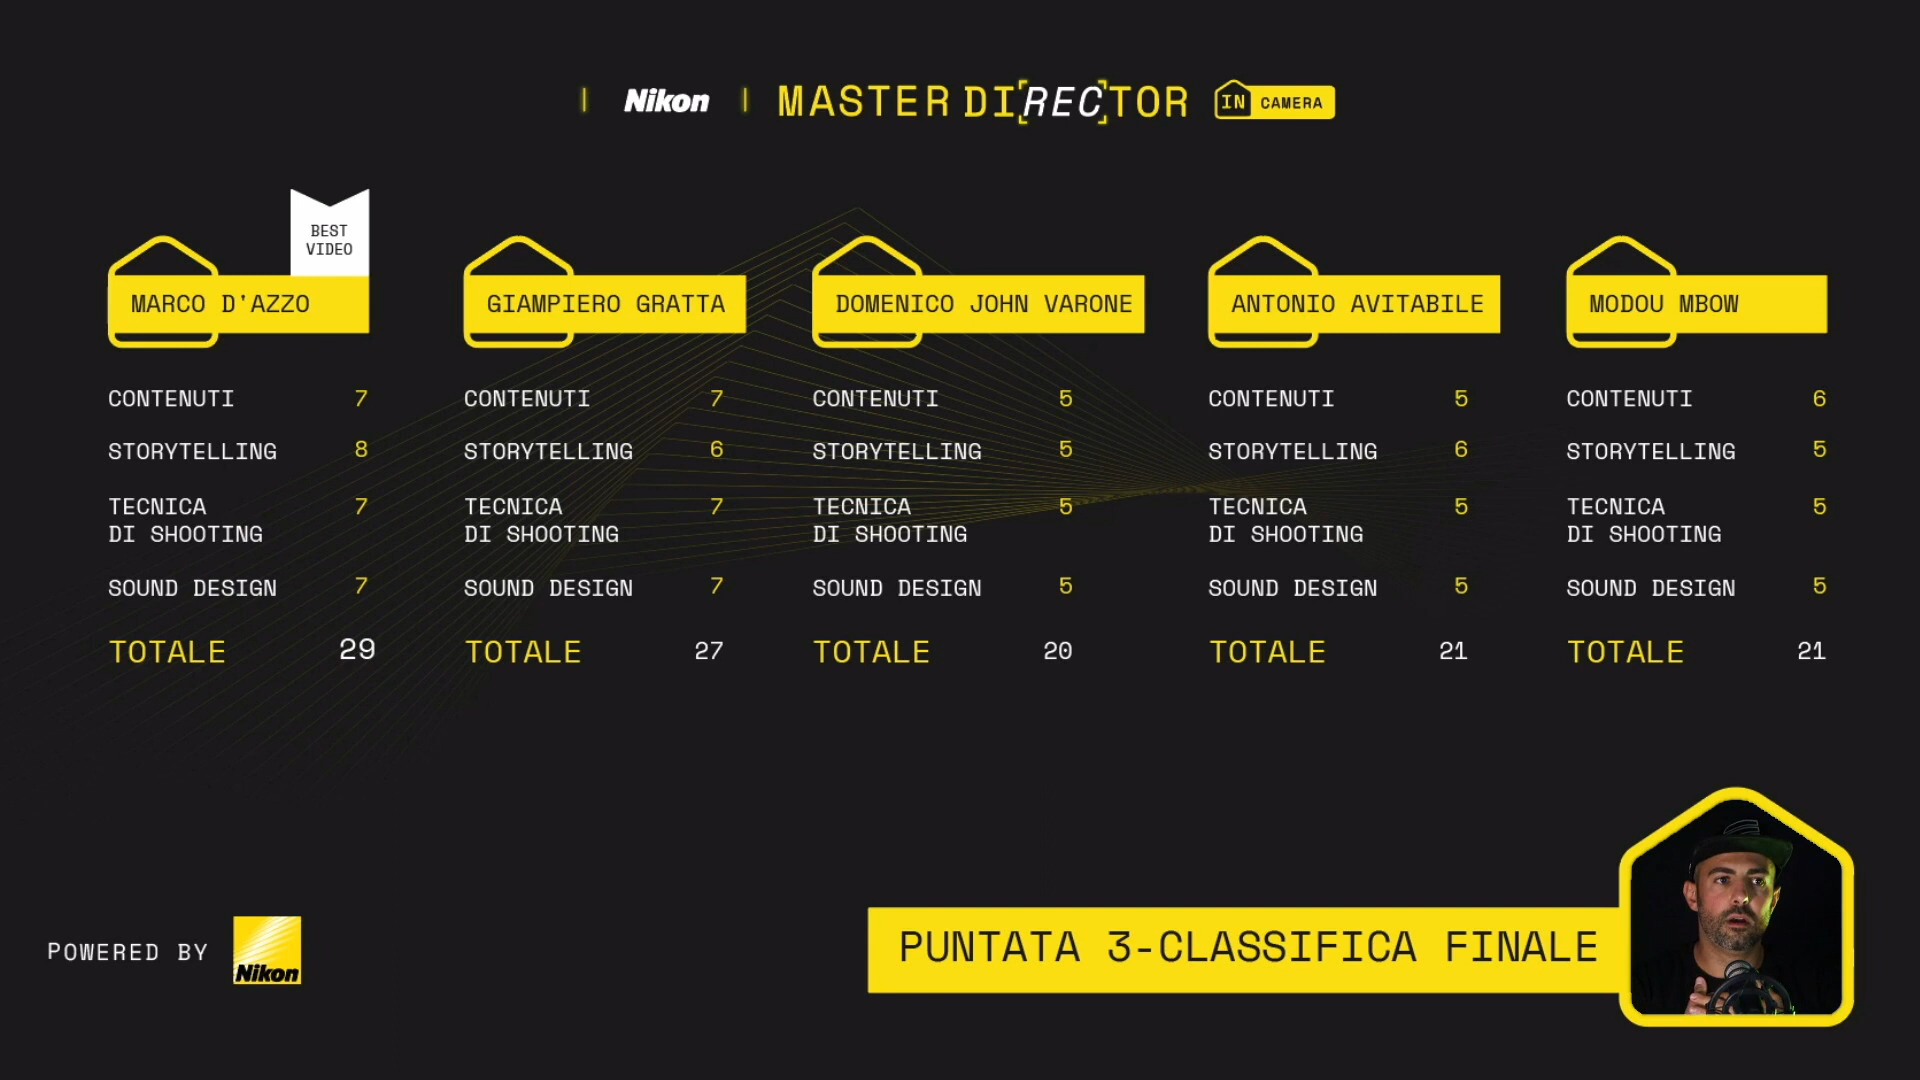 Nikon MASTER DIRECTOR IN CAMERA
BEST
VIDEO
MARCO D'AZZO
CONTENUTI 7
STORYTELLING 8
TECNICA 7
DI SHOOTING
SOUND DESIGN 7
TOTALE 29
GIAMPIERO GRATTA
CONTENUTI 7
STORYTELLING 6
TECNICA 7
DI SHOOTING
SOUND DESIGN 7
TOTALE 27
DOMENICO JOHN VARONE
CONTENUTI 5
STORYTELLING 5
TECNICA 5
DI SHOOTING
SOUND DESIGN 5
TOTALE 20
ANTONIO AVITABILE
CONTENUTI 5
STORYTELLING 6
TECNICA 5
DI SHOOTING
SOUND DESIGN 5
TOTALE 21
MODOU MBOW
CONTENUTI 6
STORYTELLING 5
TECNICA 5
DI SHOOTING
SOUND DESIGN 5
TOTALE 21
POWERED BY Nikon
PUNTATA 3-CLASSIFICA FINALE